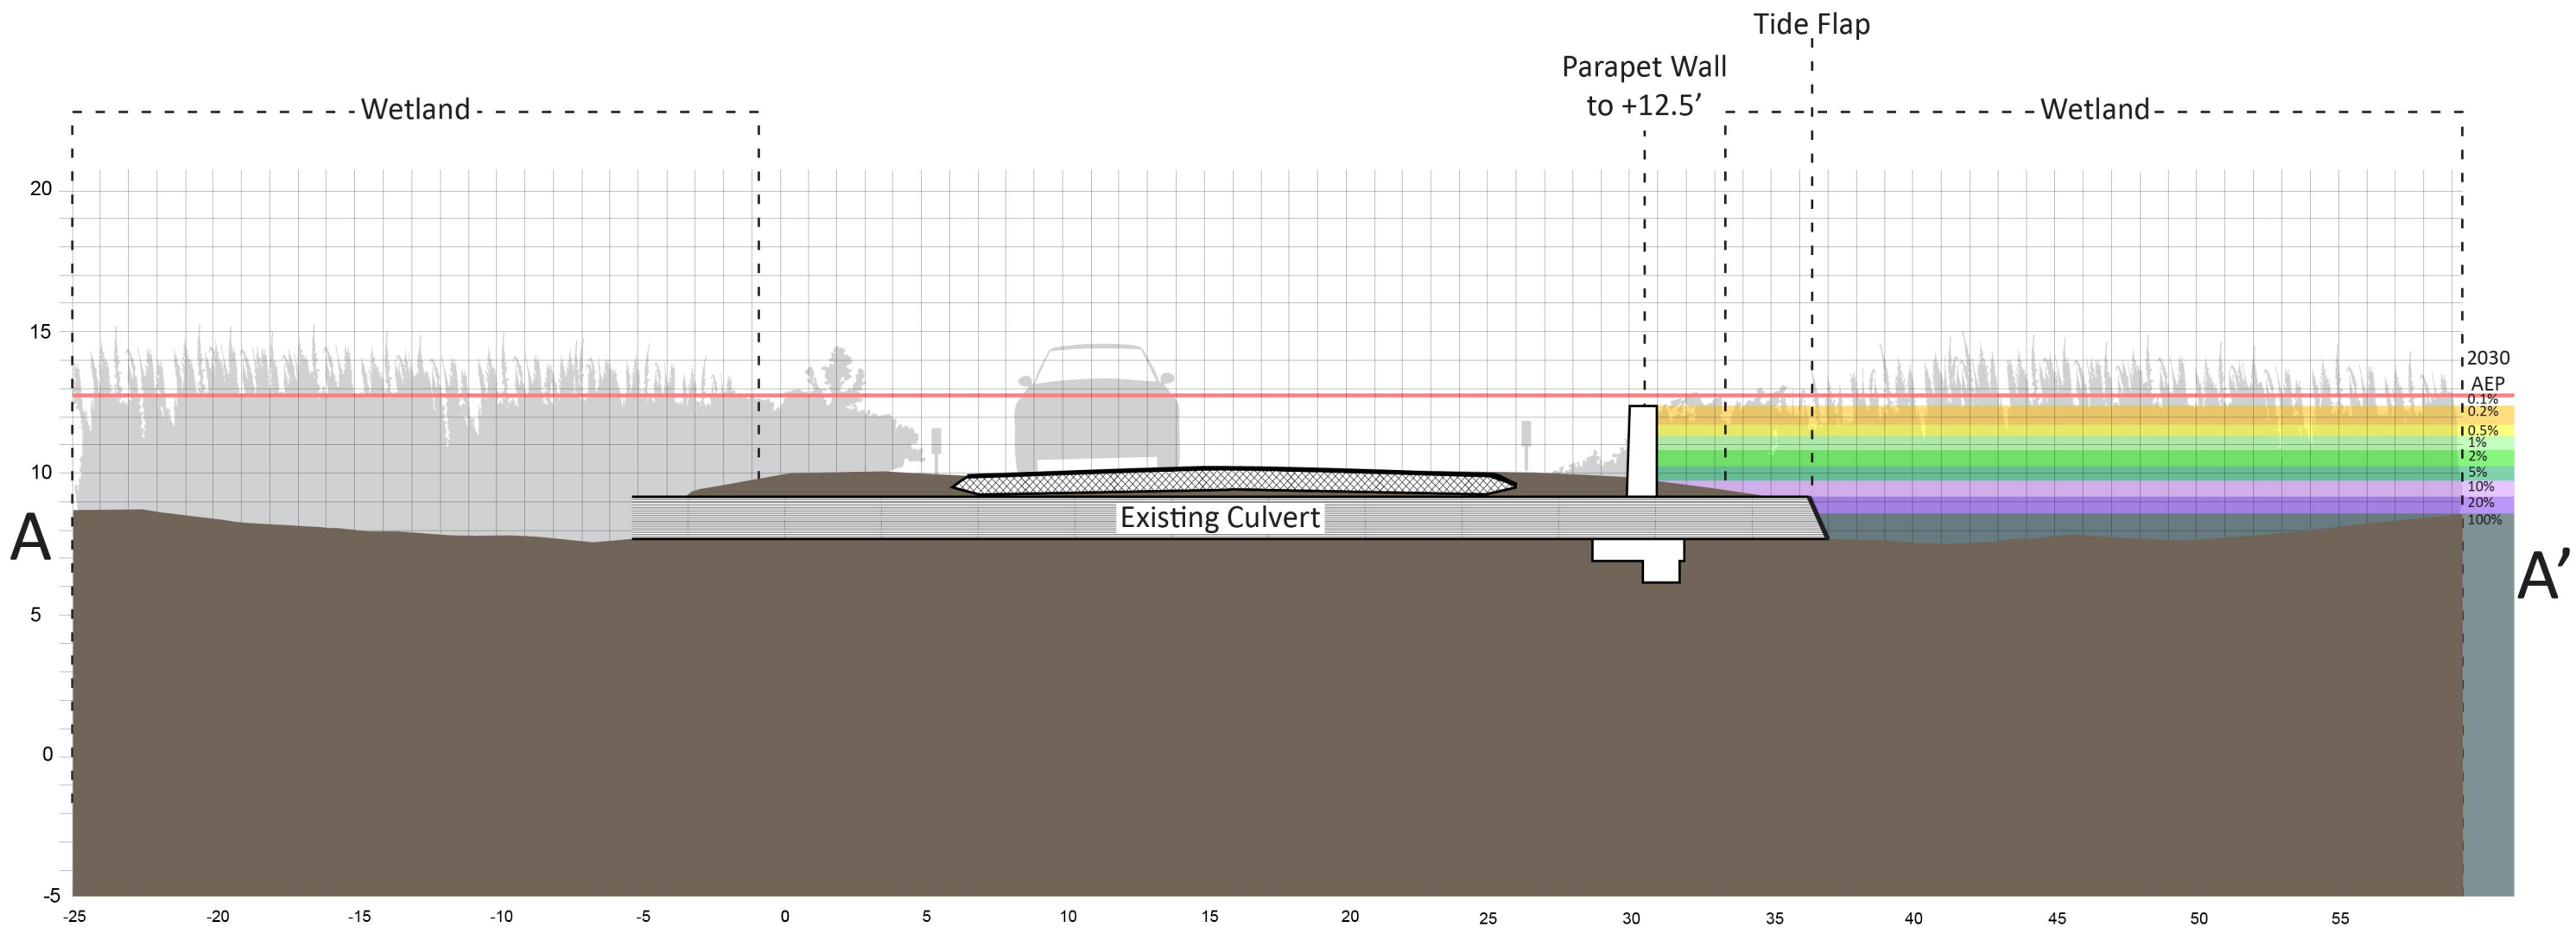 Tide Flap
Parapet Wall
to +12.5’
Wetland
Wetland
20
15
10
5
0
-5
2030
AEP
0.1%
0.2%
0.5%
1%
2%
5%
10%
20%
100%
Existing Culvert
A
A’
-25 -20 -15 -10 -5 0 5 10 15 20 25 30 35 40 45 50 55